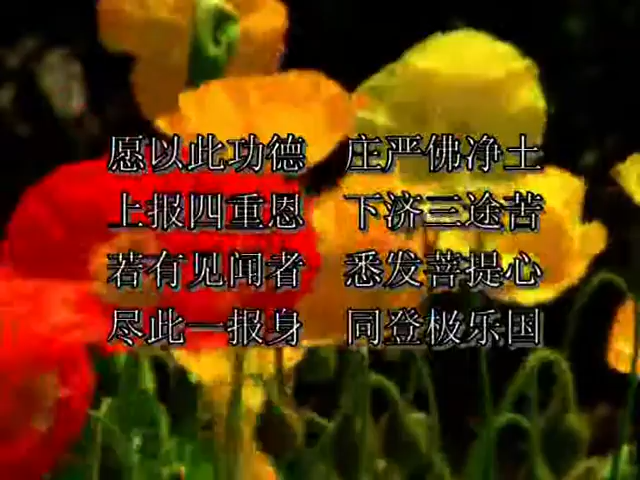 愿以此功德 庄严佛净土
上报四重恩 下济三途苦
若有见闻者 悉发菩提心
尽此一报身 同登极乐国